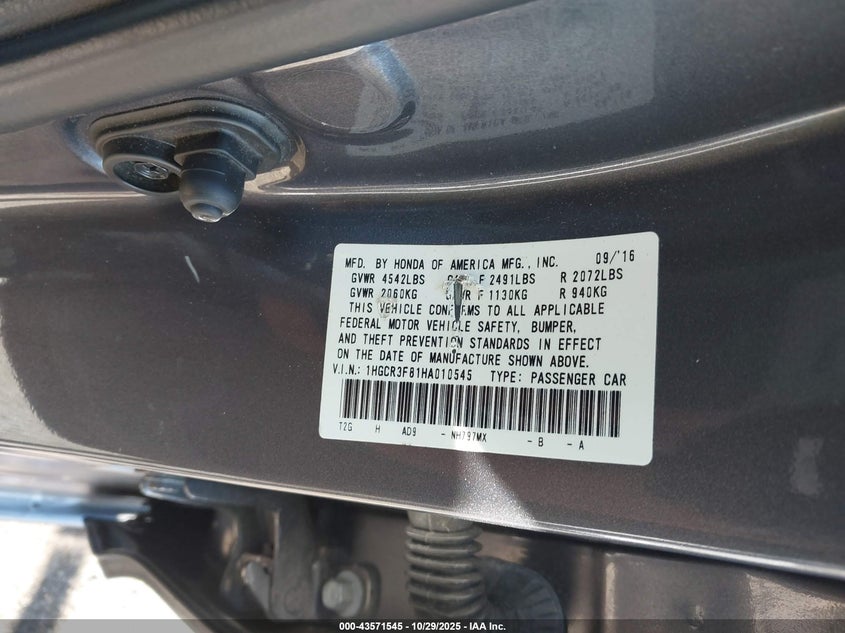 MFD. BY HONDA OF AMERICA MFG., INC. 09/'16
GVWR 4542LBS F 2491LBS R 2072LBS
GVWR 2060KG F 1130KG R 940KG
THIS VEHICLE CONFORMS TO ALL APPLICABLE
FEDERAL MOTOR VEHICLE SAFETY, BUMPER,
AND THEFT PREVENTION STANDARDS IN EFFECT
ON THE DATE OF MANUFACTURE SHOWN ABOVE.
V.I.N.: 1HGCR3F81HA010545 TYPE: PASSENGER CAR
T2G H AD9 - NH797MX - B - A
000-43571545 - 10/29/2025 - IAA Inc.